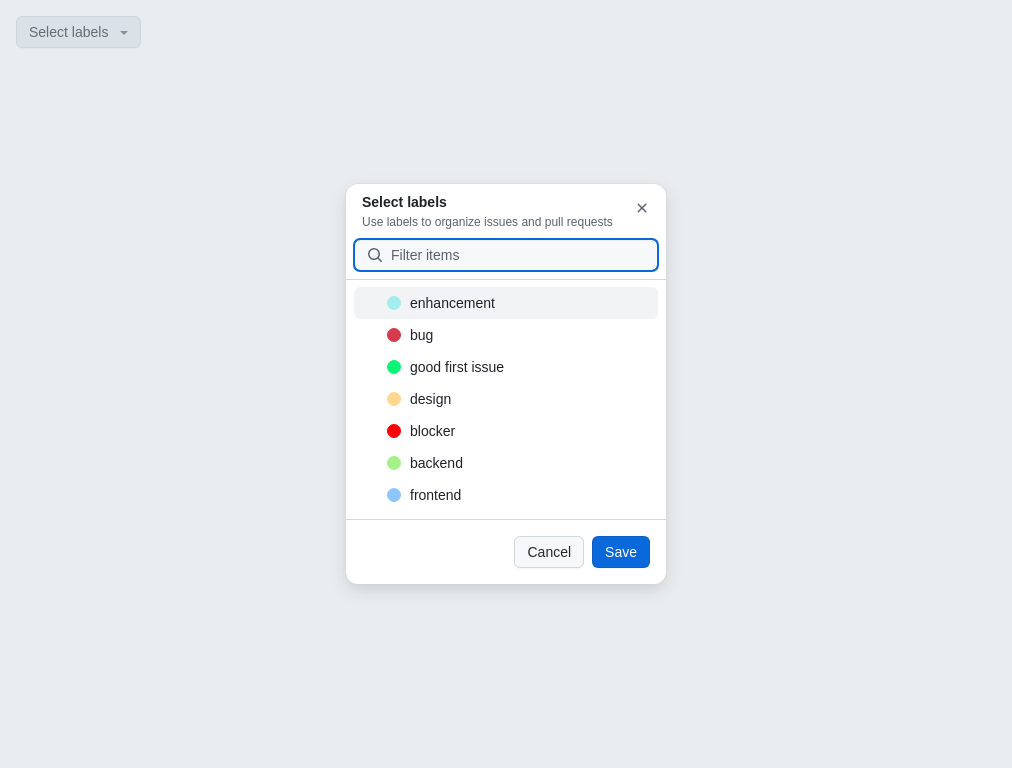 Select labels
Select labels
Use labels to organize issues and pull requests
Filter items
enhancement
bug
good first issue
design
blocker
backend
frontend
Cancel
Save